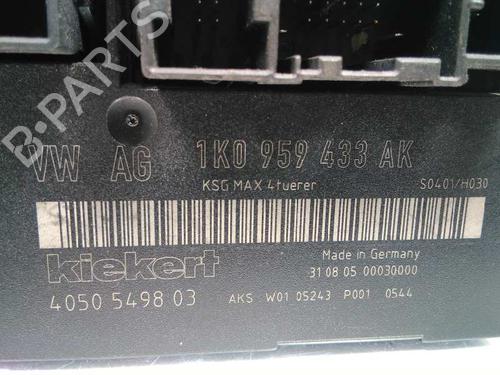 B-PARTS
VW AG 1K0 959 433 AK
KSG MAX 4tuerer S0401/H030
kiekert Made in Germany
31 08 05 00030000
4050 5498 03 AKS W01 05243 P001 0544